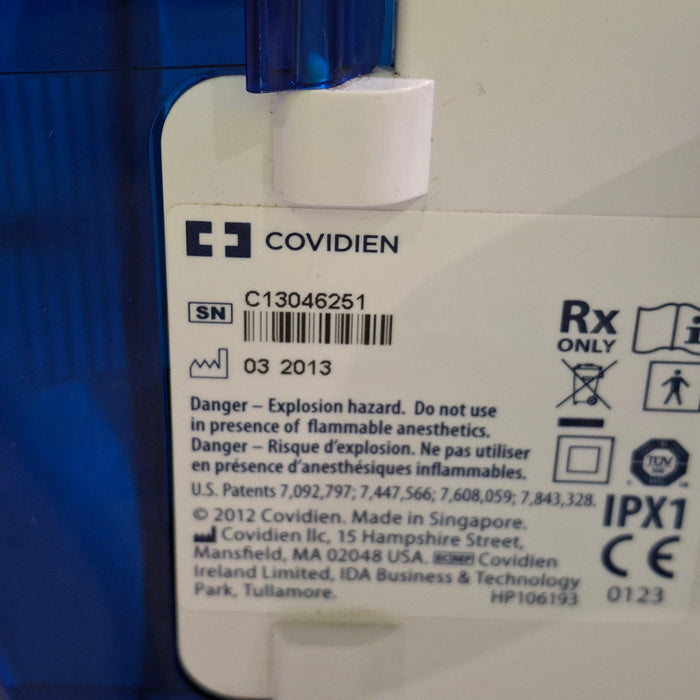 COVIDIEN
SN C13046251
03 2013
Rx
ONLY
i
Danger – Explosion hazard. Do not use
in presence of flammable anesthetics.
Danger – Risque d'explosion. Ne pas utiliser
en présence d'anesthésiques inflammables.
TÜV
U.S. Patents 7,092,797; 7,447,566; 7,608,059; 7,843,328.
IPX1
© 2012 Covidien. Made in Singapore.
Covidien llc, 15 Hampshire Street,
Mansfield, MA 02048 USA. EC REP Covidien
Ireland Limited, IDA Business & Technology
Park, Tullamore. HP106193
CE
0123